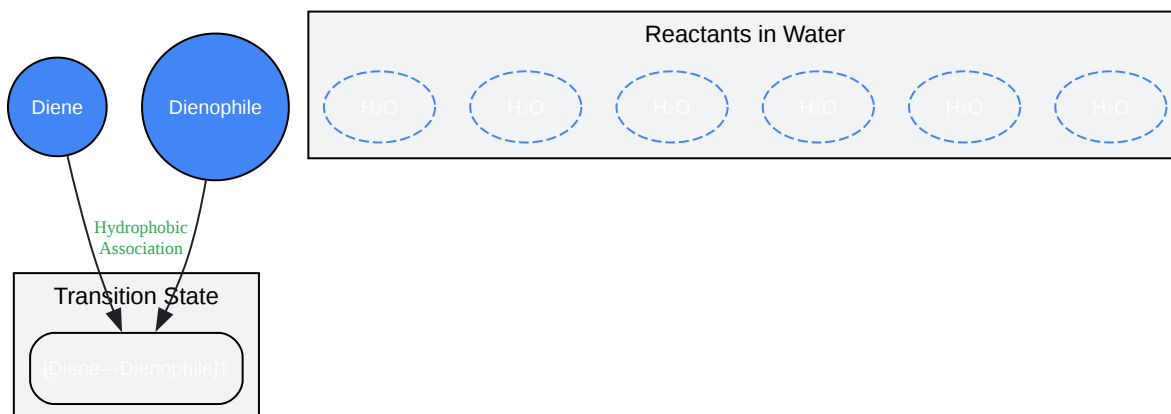 Reactants in Water
Diene
Dienophile
H₂O
H₂O
H₂O
H₂O
H₂O
H₂O
Hydrophobic
Association
Transition State
[Diene---Dienophile]‡